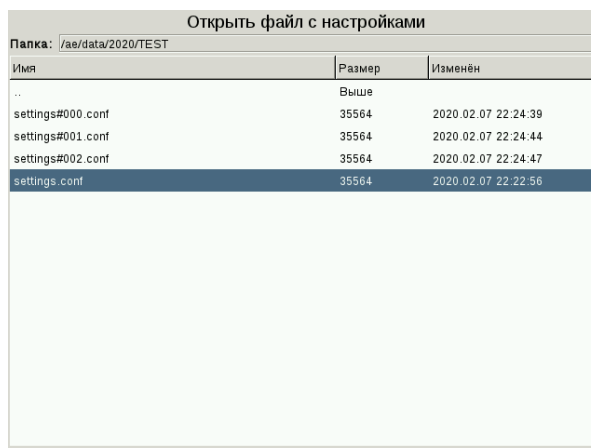 Открыть файл с настройками
Папка: /ae/data/2020/TEST
Имя Размер Изменён
.. Выше
settings#000.conf 35564 2020.02.07 22:24:39
settings#001.conf 35564 2020.02.07 22:24:44
settings#002.conf 35564 2020.02.07 22:24:47
settings.conf 35564 2020.02.07 22:22:56